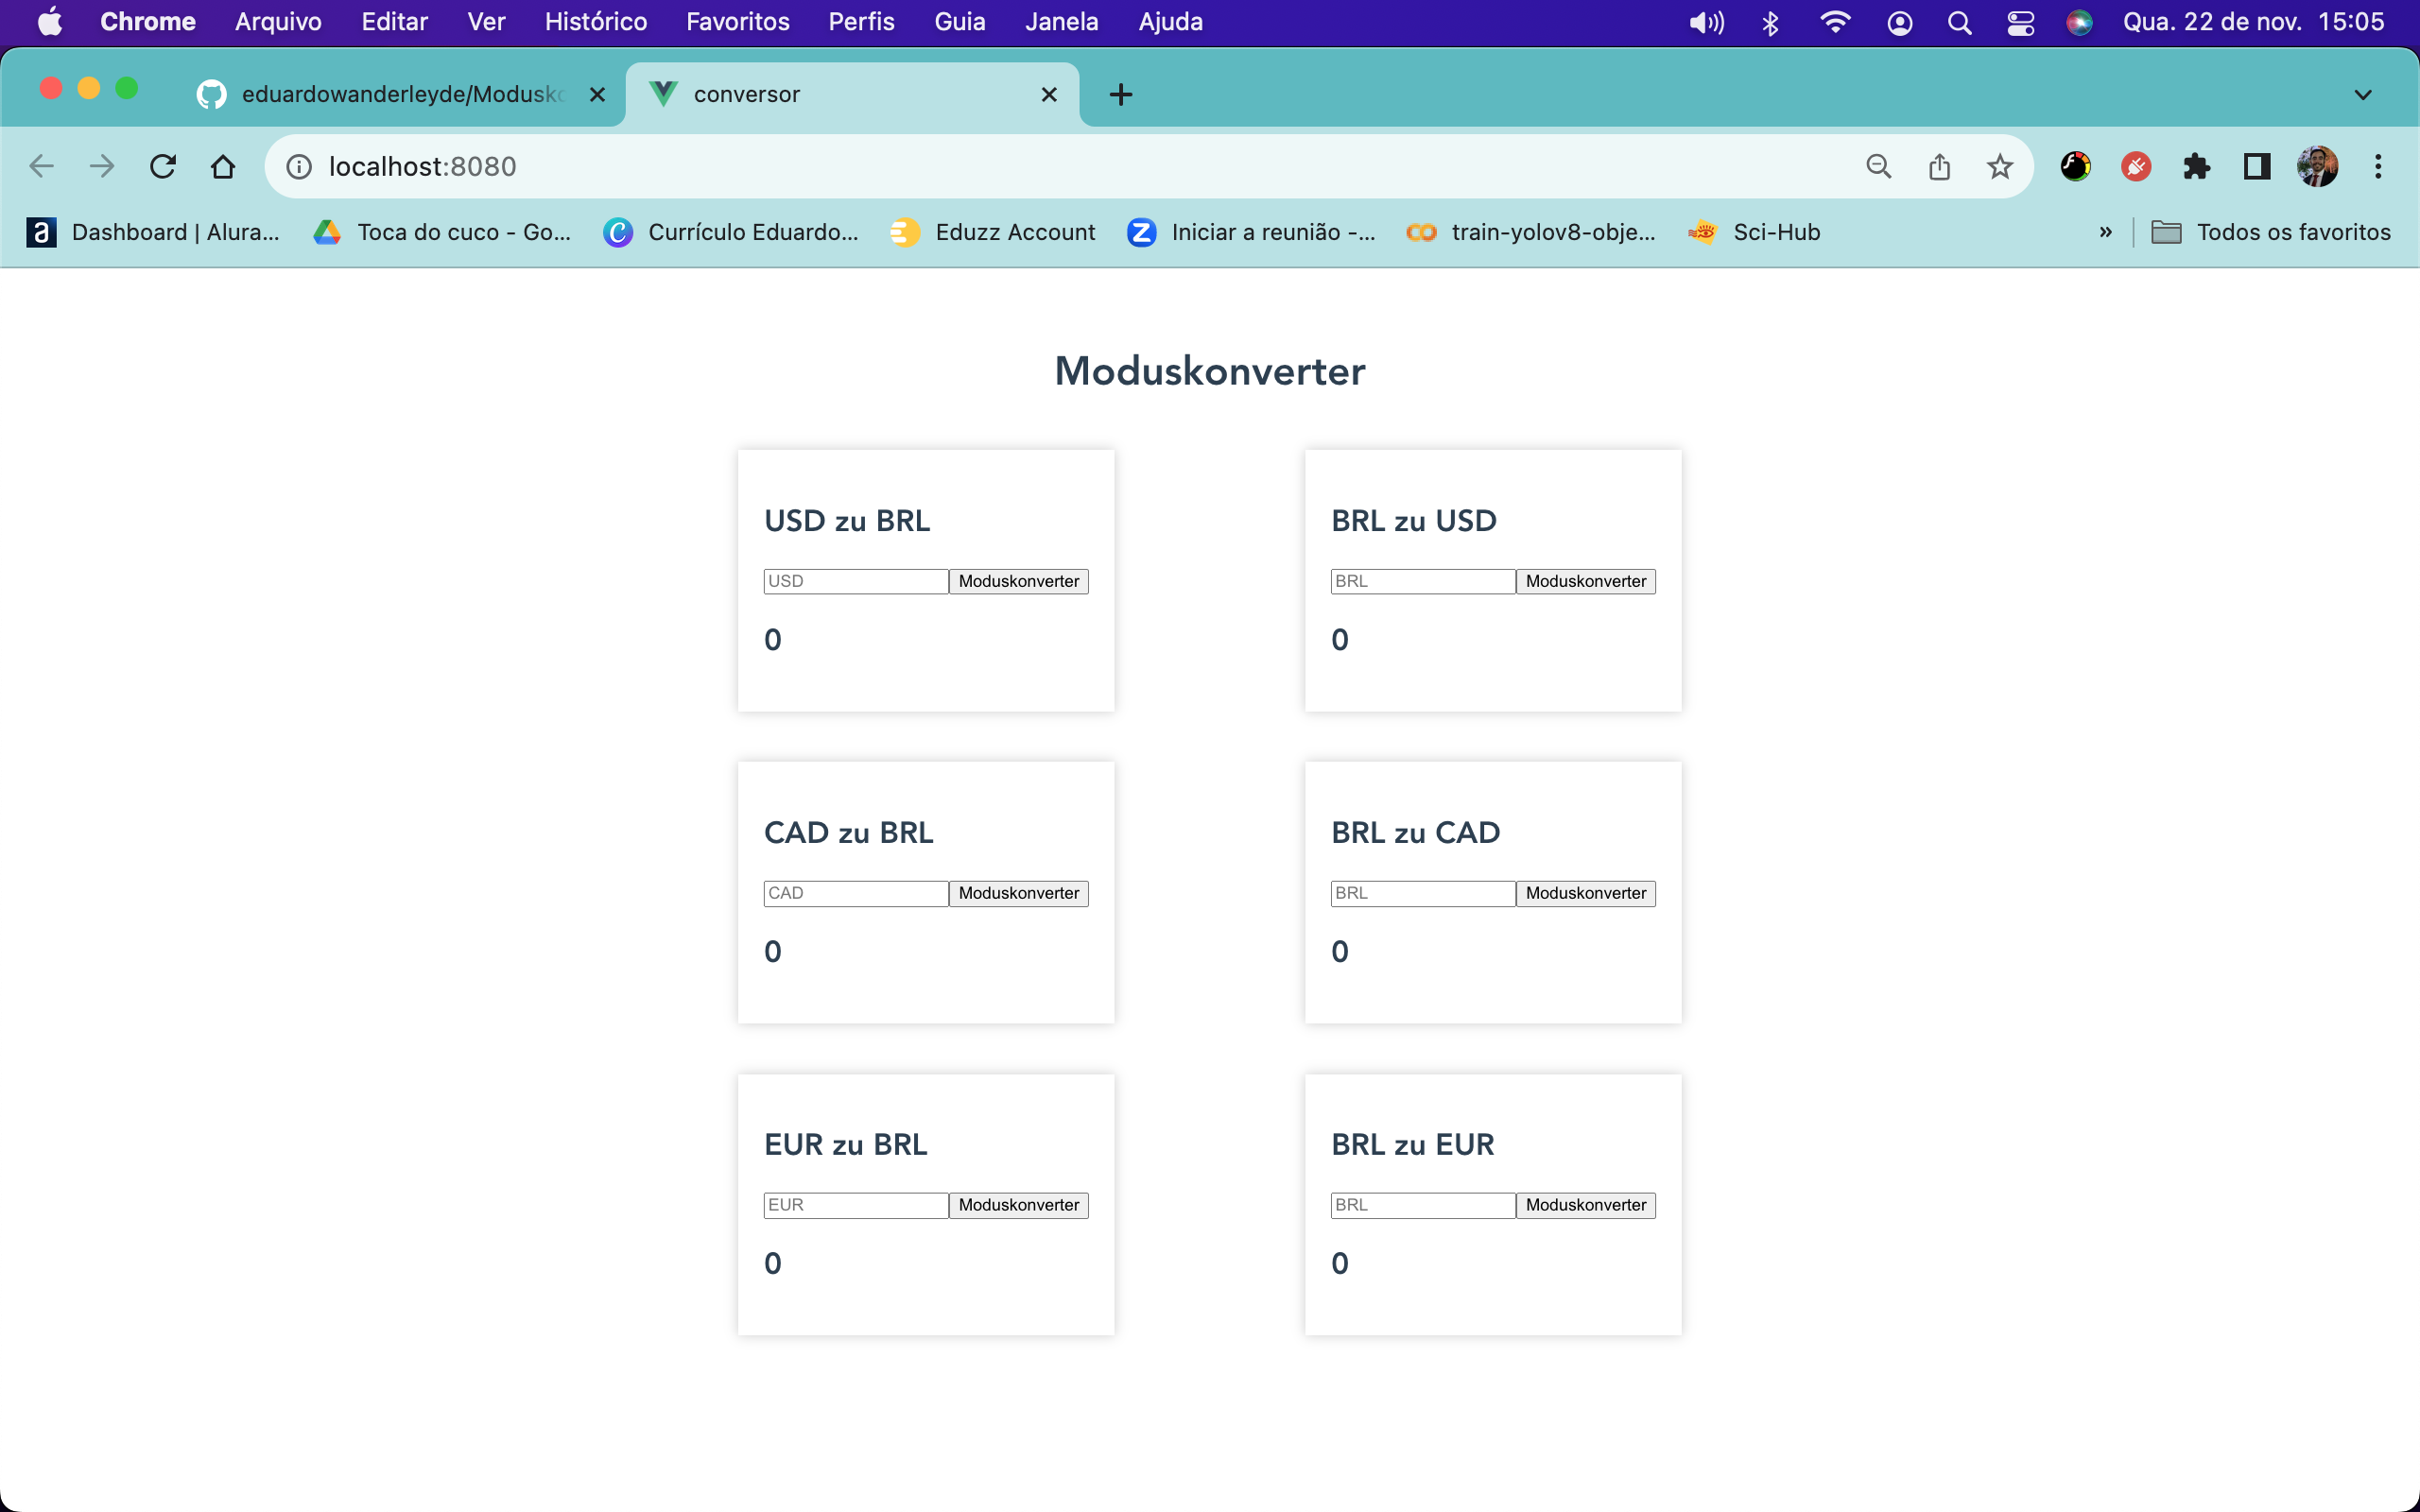 Chrome Arquivo Editar Ver Histórico Favoritos Perfis Guia Janela Ajuda Qua. 22 de nov. 15:05
eduardowanderleyde/Modusko conversor
localhost:8080
Dashboard | Alura... Toca do cuco - Go... Currículo Eduardo... Eduzz Account Iniciar a reunião -... train-yolov8-obje... Sci-Hub » Todos os favoritos
Moduskonverter
USD zu BRL
USD Moduskonverter
0
BRL zu USD
BRL Moduskonverter
0
CAD zu BRL
CAD Moduskonverter
0
BRL zu CAD
BRL Moduskonverter
0
EUR zu BRL
EUR Moduskonverter
0
BRL zu EUR
BRL Moduskonverter
0